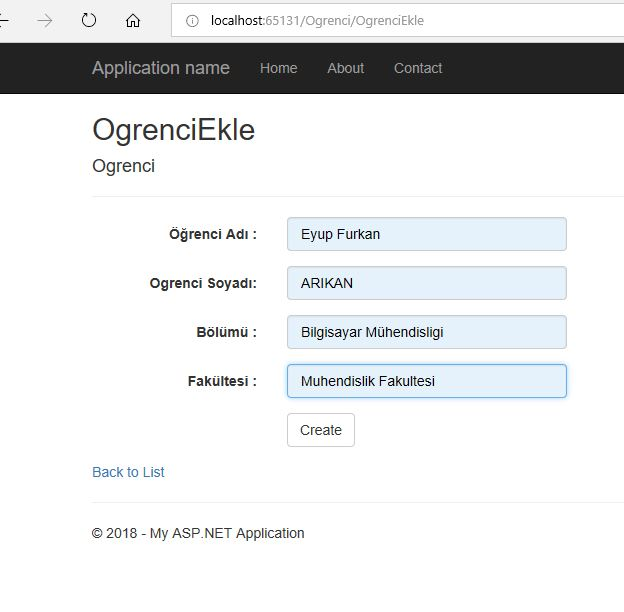 localhost:65131/Ogrenci/OgrenciEkle
Application name Home About Contact
OgrenciEkle
Ogrenci
Öğrenci Adı : Eyup Furkan
Ogrenci Soyadı: ARIKAN
Bölümü : Bilgisayar Mühendisligi
Fakültesi : Muhendislik Fakultesi
Create
Back to List
© 2018 - My ASP.NET Application